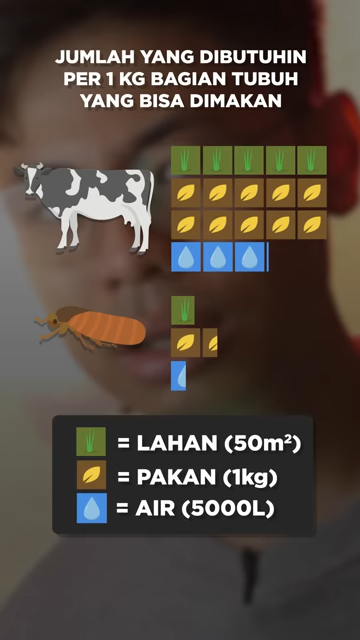 JUMLAH YANG DIBUTUHIN
PER 1 KG BAGIAN TUBUH
YANG BISA DIMAKAN
= LAHAN (50m²)
= PAKAN (1kg)
= AIR (5000L)